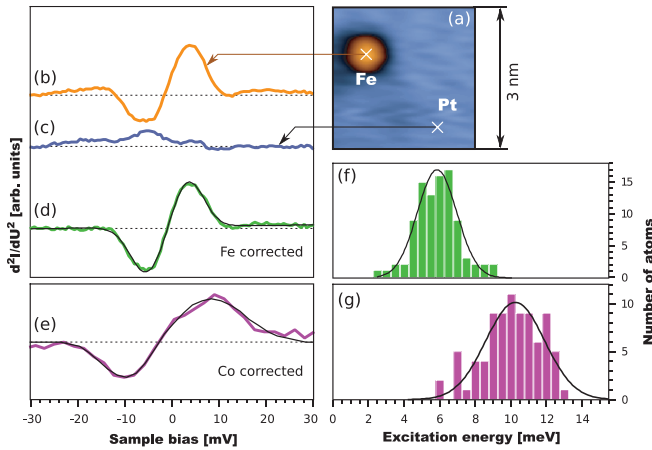 (a)
Fe
Pt
3 nm
(b)
(c)
(d)
Fe corrected
(e)
Co corrected
d²I/dU² [arb. units]
-30 -20 -10 0 10 20 30
Sample bias [mV]
(f)
15
10
5
0
(g)
10
5
0
Number of atoms
0 2 4 6 8 10 12 14
Excitation energy [meV]